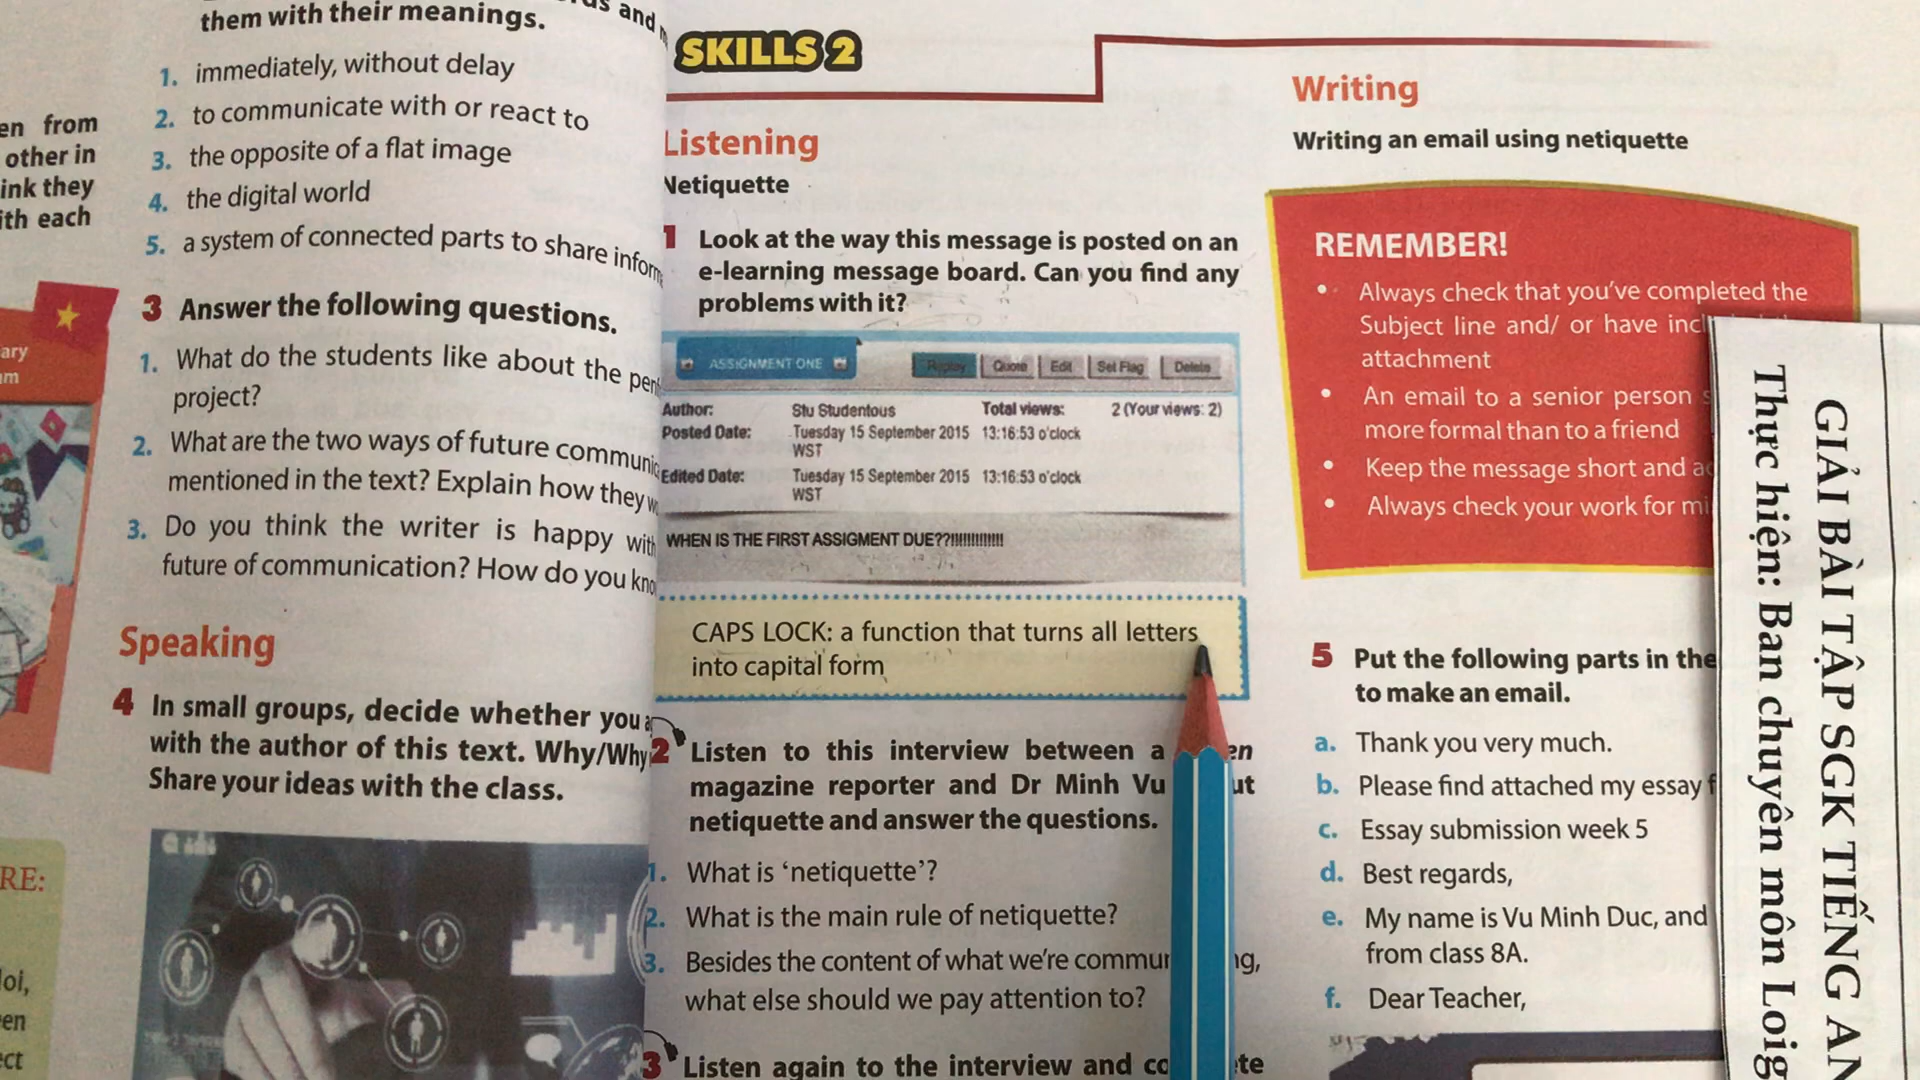 them with their meanings.
and
1. immediately, without delay
2. to communicate with or react to
3. the opposite of a flat image
4. the digital world
5. a system of connected parts to share
3 Answer the following questions.
1. What do the students like about the
project?
2. What are the two ways of future
mentioned in the text? Explain how they
3. Do you think the writer is happy
future of communication? How do you
Speaking
4 In small groups, decide whether you
with the author of this text. Why/Why
Share your ideas with the class.
from
other in
they
each
RE:
SKILLS 2
Listening
Netiquette
1 Look at the way this message is posted on an
e-learning message board. Can you find any
problems with it?
ASSIGNMENT ONE
Quote
Edit
Set Flag
Delete
Author: Stu Studentous Total views: 2 (Your views: 2)
Posted Date: Tuesday 15 September 2015 13:16:53 o'clock
WST
Edited Date: Tuesday 15 September 2015 13:16:53 o'clock
WST
WHEN IS THE FIRST ASSIGMENT DUE??!!!!!!!!!!!!!!
CAPS LOCK: a function that turns all letters
into capital form
2 Listen to this interview between a
magazine reporter and Dr Minh Vu
netiquette and answer the questions.
1. What is ‘netiquette’?
2. What is the main rule of netiquette?
3. Besides the content of what we're
what else should we pay attention to?
3 Listen again to the interview and
Writing
Writing an email using netiquette
REMEMBER!
• Always check that you've completed the
Subject line and/ or have
attachment
• An email to a senior person
more formal than to a friend
• Keep the message short and
• Always check your work for
5 Put the following parts in the
to make an email.
a. Thank you very much.
b. Please find attached my essay
c. Essay submission week 5
d. Best regards,
e. My name is Vu Minh Duc, and
from class 8A.
f. Dear Teacher,
GIẢI BÀI TẬP SGK TIẾNG
Thực hiện: Ban chuyên môn